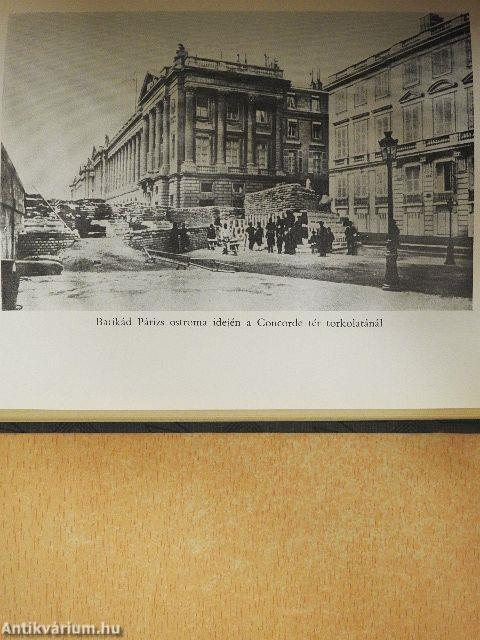 Barikád Párizs ostroma idején a Concorde tér torkolatánál
Antikvárium.hu